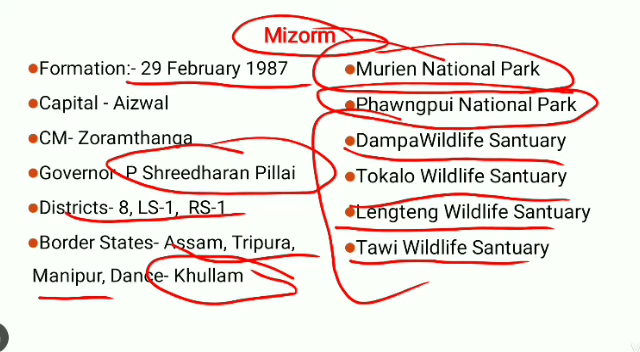 Mizorm
Formation:- 29 February 1987
Capital - Aizwal
CM- Zoramthanga
Governor- P Shreedharan Pillai
Districts- 8, LS-1, RS-1
Border States- Assam, Tripura,
Manipur, Dance- Khullam
Murien National Park
Phawngpui National Park
DampaWildlife Santuary
Tokalo Wildlife Santuary
Lengteng Wildlife Santuary
Tawi Wildlife Santuary